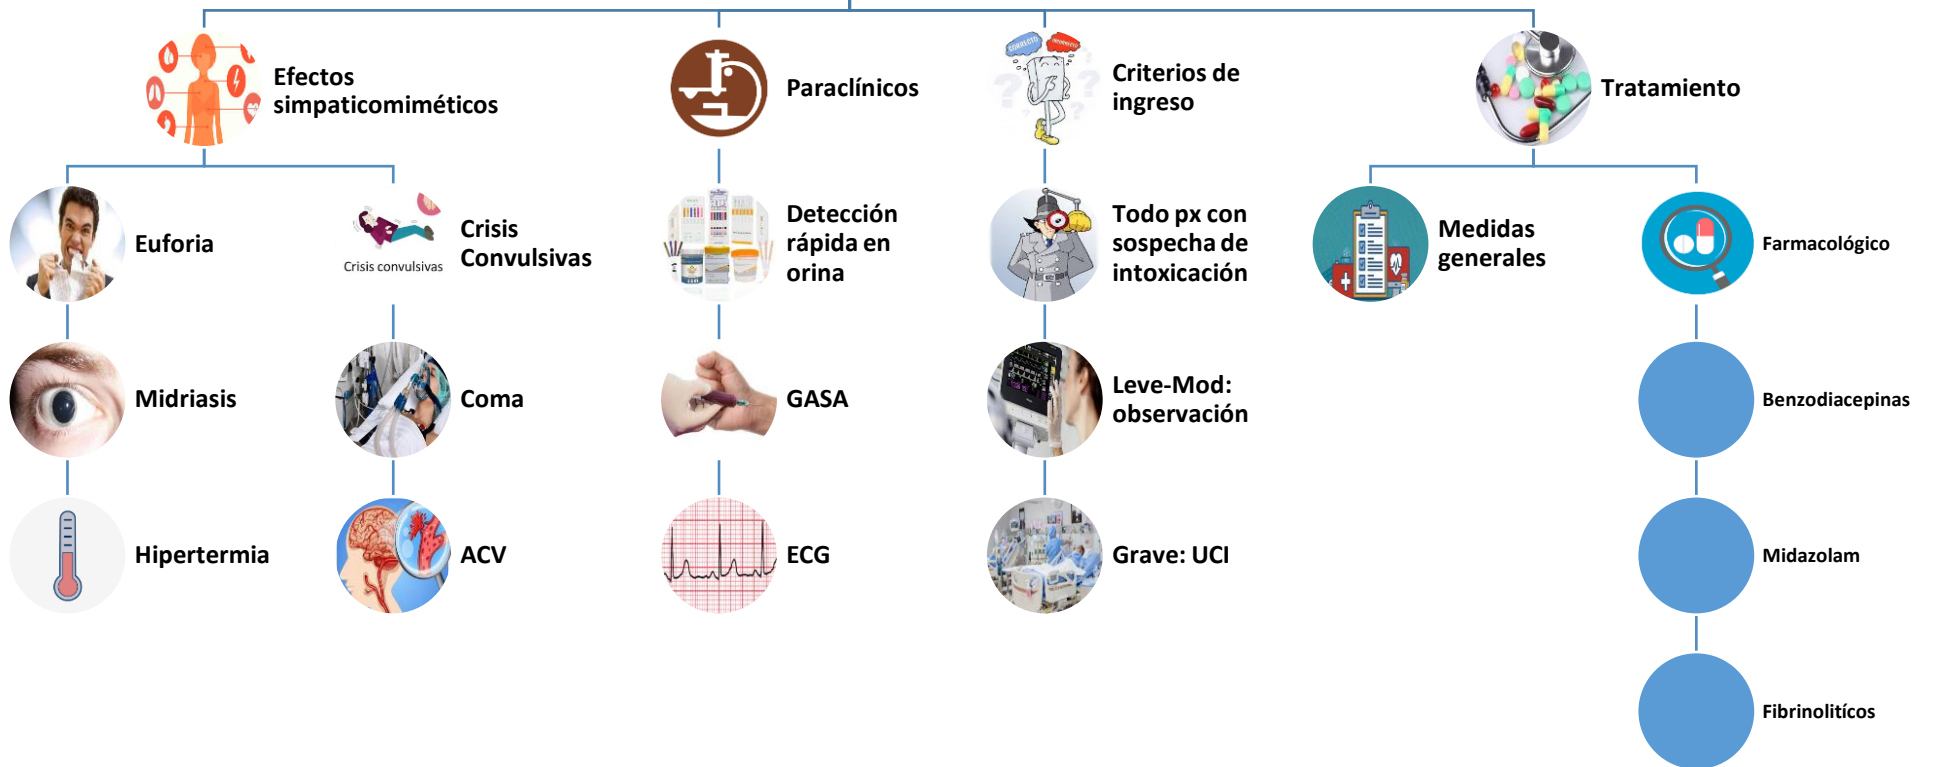 Efectos
simpaticomiméticos
Paraclínicos
CORRECTO
INCORRECTO
Criterios de
ingreso
Tratamiento
Euforia
Crisis convulsivas
Crisis
Convulsivas
Detección
rápida en
orina
Todo px con
sospecha de
intoxicación
Medidas
generales
Farmacológico
Midriasis
Coma
GASA
Leve-Mod:
observación
Benzodiacepinas
Hipertermia
ACV
ECG
Grave: UCI
Midazolam
Fibrinolitícos